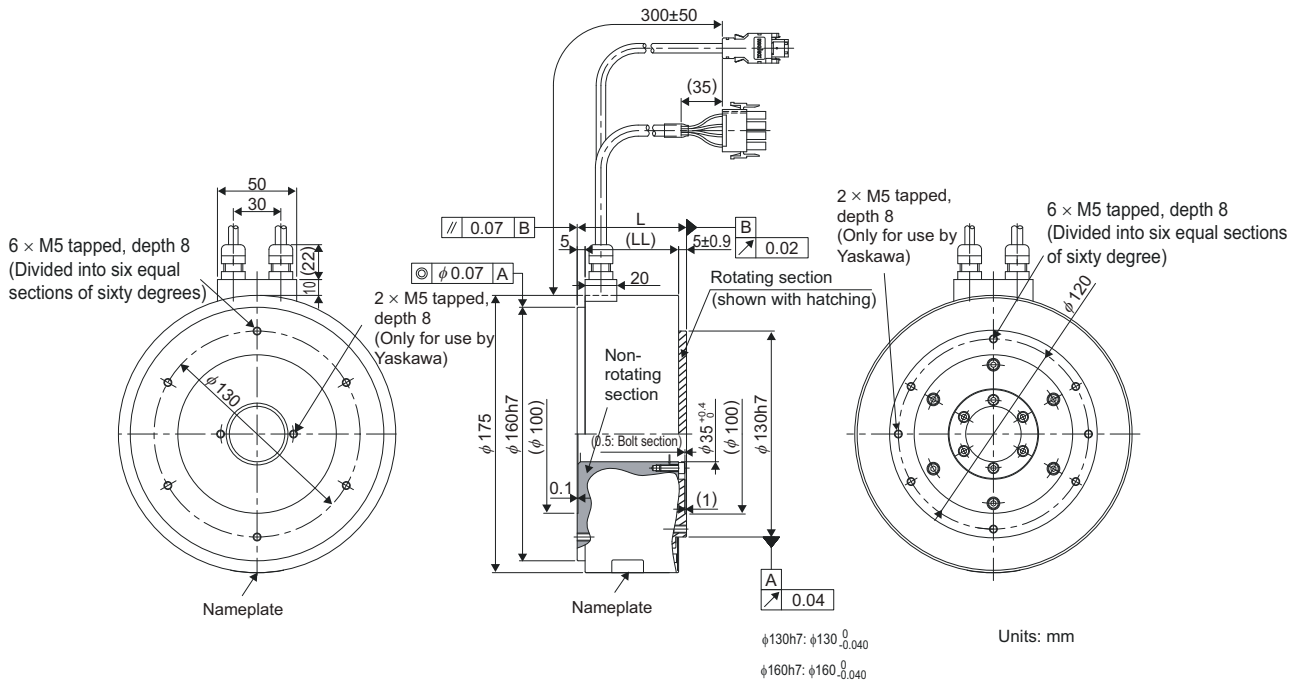 300±50
(35)
50
30
6 × M5 tapped, depth 8
(Divided into six equal
sections of sixty degrees)
(22)
10
2 × M5 tapped,
depth 8
(Only for use by
Yaskawa)
φ130
Nameplate
// 0.07 B
L
B
↗ 0.02
5
(LL)
5±0.9
◎ φ0.07 A
20
Rotating section
(shown with hatching)
Non-
rotating
section
φ175
φ160h7
(φ100)
(0.5: Bolt section)
φ35 +0.4 0
(φ100)
φ130h7
0.1
(1)
Nameplate
A
↗ 0.04
2 × M5 tapped,
depth 8
(Only for use by
Yaskawa)
6 × M5 tapped, depth 8
(Divided into six equal sections
of sixty degree)
φ120
φ130h7: φ130 0 -0.040
φ160h7: φ160 0 -0.040
Units: mm